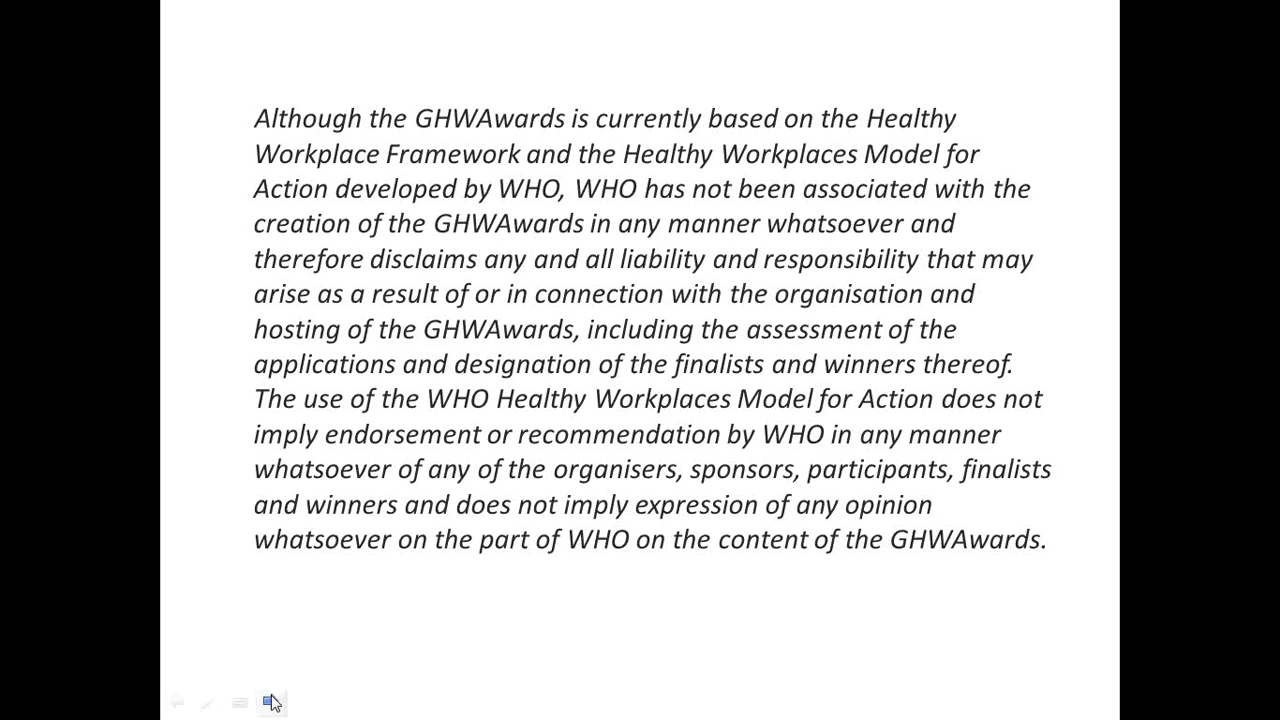 Although the GHWAwards is currently based on the Healthy
Workplace Framework and the Healthy Workplaces Model for
Action developed by WHO, WHO has not been associated with the
creation of the GHWAwards in any manner whatsoever and
therefore disclaims any and all liability and responsibility that may
arise as a result of or in connection with the organisation and
hosting of the GHWAwards, including the assessment of the
applications and designation of the finalists and winners thereof.
The use of the WHO Healthy Workplaces Model for Action does not
imply endorsement or recommendation by WHO in any manner
whatsoever of any of the organisers, sponsors, participants, finalists
and winners and does not imply expression of any opinion
whatsoever on the part of WHO on the content of the GHWAwards.